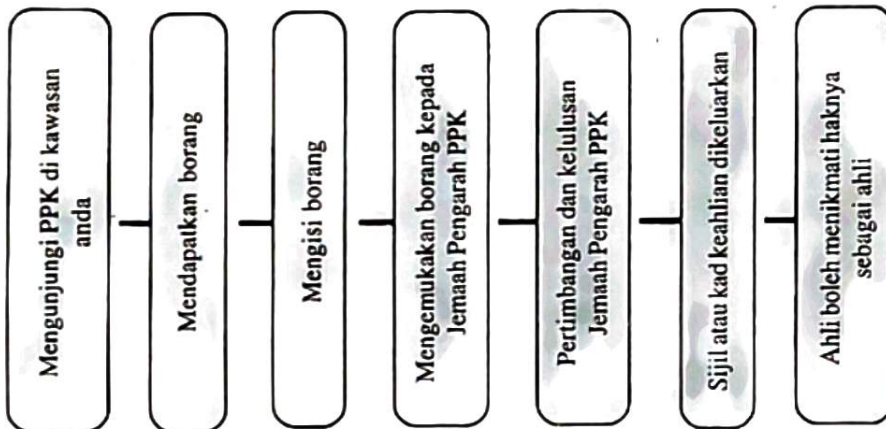 Mengunjungi PPK di kawasan
anda
Mendapatkan borang
Mengisi borang
Mengemukakan borang kepada
Jemaah Pengarah PPK
Pertimbangan dan kelulusan
Jemaah Pengarah PPK
Sijil atau kad keahlian dikeluarkan
Ahli boleh menikmati haknya
sebagai ahli